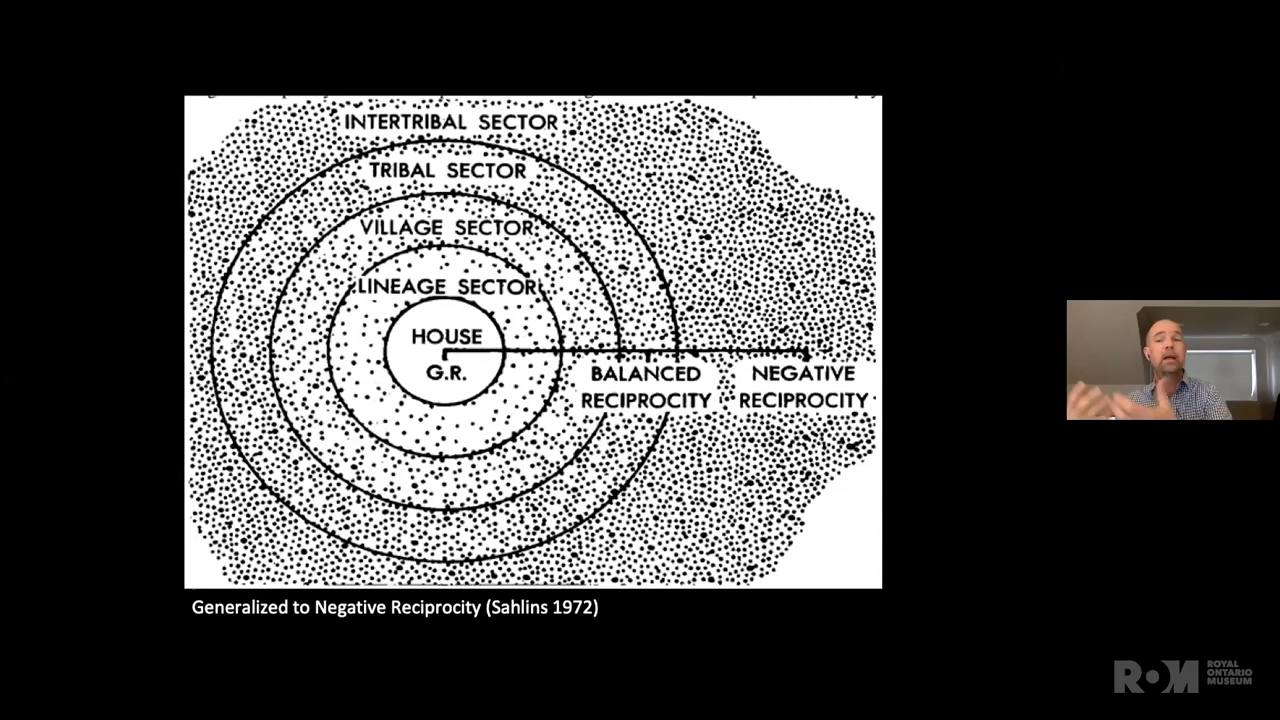 INTERTRIBAL SECTOR
TRIBAL SECTOR
VILLAGE SECTOR
LINEAGE SECTOR
HOUSE
G.R.
BALANCED
RECIPROCITY
NEGATIVE
RECIPROCITY
Generalized to Negative Reciprocity (Sahlins 1972)
ROM
ROYAL
ONTARIO
MUSEUM